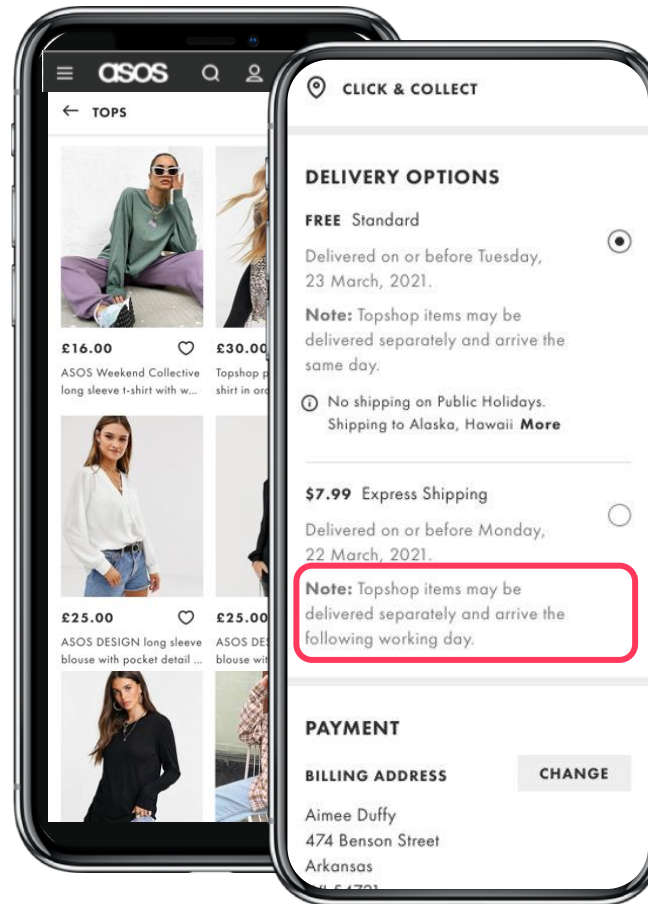 asos
TOPS
£16.00
£30.00
ASOS Weekend Collective
long sleeve t-shirt with w...
Topshop p
shirt in
£25.00
£25.00
ASOS DESIGN long sleeve
blouse with pocket detail ...
ASOS DES
blouse wit
CLICK & COLLECT
DELIVERY OPTIONS
FREE Standard
Delivered on or before Tuesday,
23 March, 2021.
Note: Topshop items may be
delivered separately and arrive the
same day.
No shipping on Public Holidays.
Shipping to Alaska, Hawaii More
$7.99 Express Shipping
Delivered on or before Monday,
22 March, 2021.
Note: Topshop items may be
delivered separately and arrive the
following working day.
PAYMENT
BILLING ADDRESS
CHANGE
Aimee Duffy
474 Benson Street
Arkansas